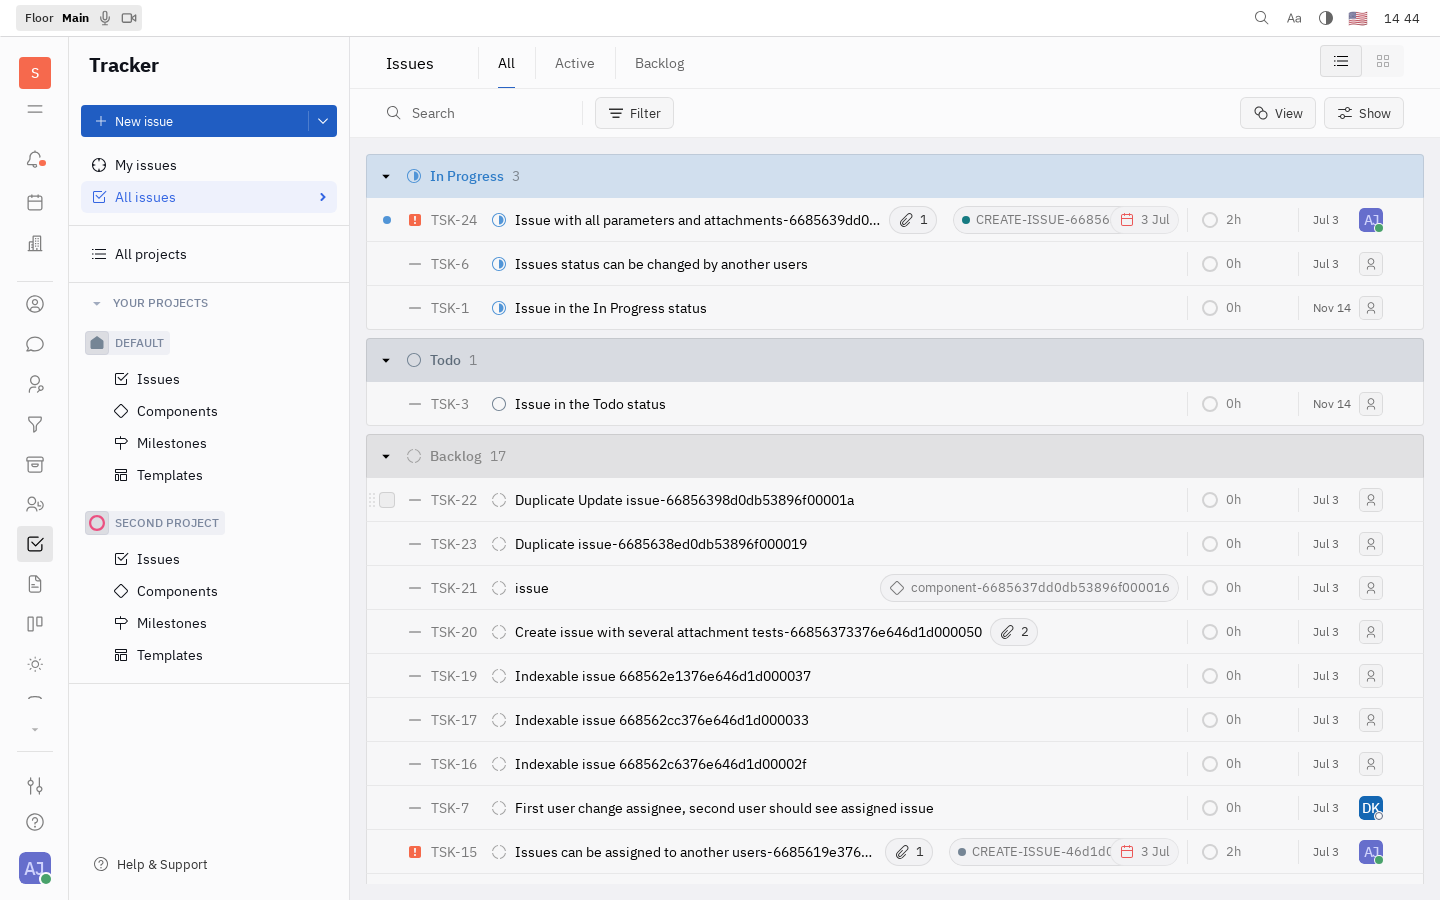 Floor Main
Aa
14 44
S
Tracker
New issue
My issues
All issues
All projects
YOUR PROJECTS
DEFAULT
Issues
Components
Milestones
Templates
SECOND PROJECT
Issues
Components
Milestones
Templates
Help & Support
AJ
Issues All Active Backlog
Search Filter View Show
In Progress 3
TSK-24 Issue with all parameters and attachments-6685639dd0... 1 CREATE-ISSUE-66856 3 Jul 2h Jul 3 AJ
TSK-6 Issues status can be changed by another users 0h Jul 3
TSK-1 Issue in the In Progress status 0h Nov 14
Todo 1
TSK-3 Issue in the Todo status 0h Nov 14
Backlog 17
TSK-22 Duplicate Update issue-66856398d0db53896f00001a 0h Jul 3
TSK-23 Duplicate issue-6685638ed0db53896f000019 0h Jul 3
TSK-21 issue component-6685637dd0db53896f000016 0h Jul 3
TSK-20 Create issue with several attachment tests-66856373376e646d1d000050 2 0h Jul 3
TSK-19 Indexable issue 668562e1376e646d1d000037 0h Jul 3
TSK-17 Indexable issue 668562cc376e646d1d000033 0h Jul 3
TSK-16 Indexable issue 668562c6376e646d1d00002f 0h Jul 3
TSK-7 First user change assignee, second user should see assigned issue 0h Jul 3 DK
TSK-15 Issues can be assigned to another users-6685619e376... 1 CREATE-ISSUE-46d1d0 3 Jul 2h Jul 3 AJ